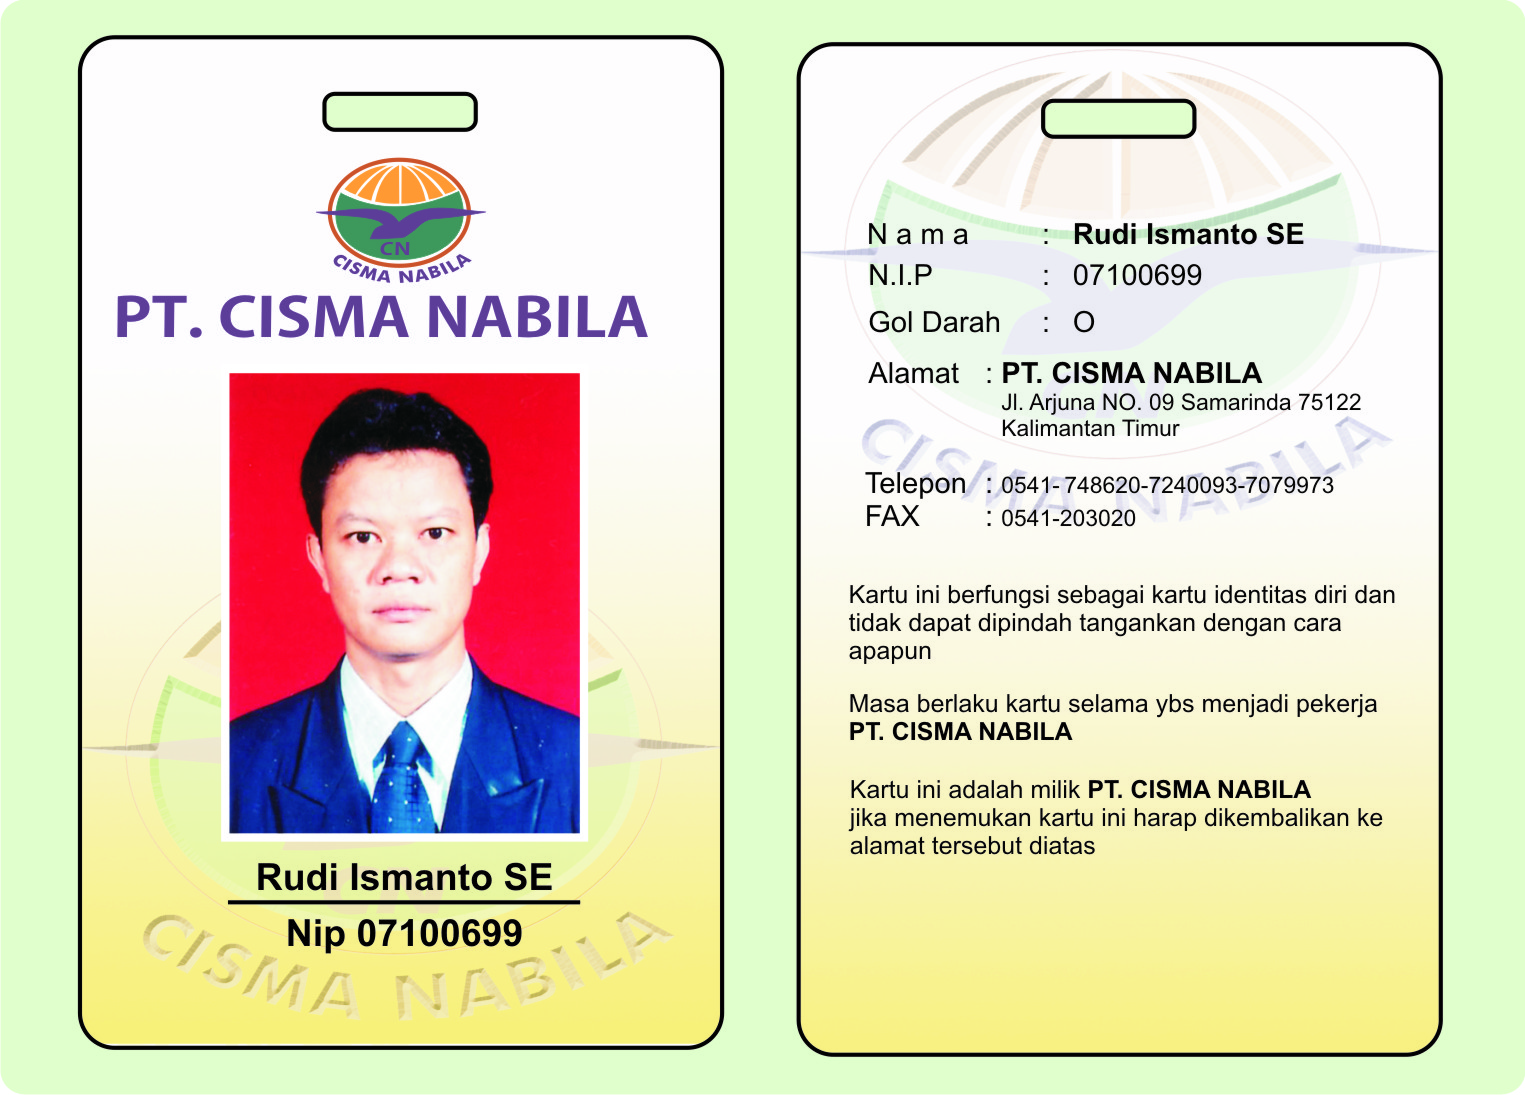 CN
CISMA NABILA
PT. CISMA NABILA
Rudi Ismanto SE
Nip 07100699
CN
CISMA NABILA
N a m a : Rudi Ismanto SE
N.I.P : 07100699
Gol Darah : O
Alamat : PT. CISMA NABILA
Jl. Arjuna NO. 09 Samarinda 75122
Kalimantan Timur
CN
CISMA NABILA
Telepon : 0541- 748620-7240093-7079973
FAX : 0541-203020
Kartu ini berfungsi sebagai kartu identitas diri dan
tidak dapat dipindah tangankan dengan cara
apapun
Masa berlaku kartu selama ybs menjadi pekerja
PT. CISMA NABILA
Kartu ini adalah milik PT. CISMA NABILA
jika menemukan kartu ini harap dikembalikan ke
alamat tersebut diatas